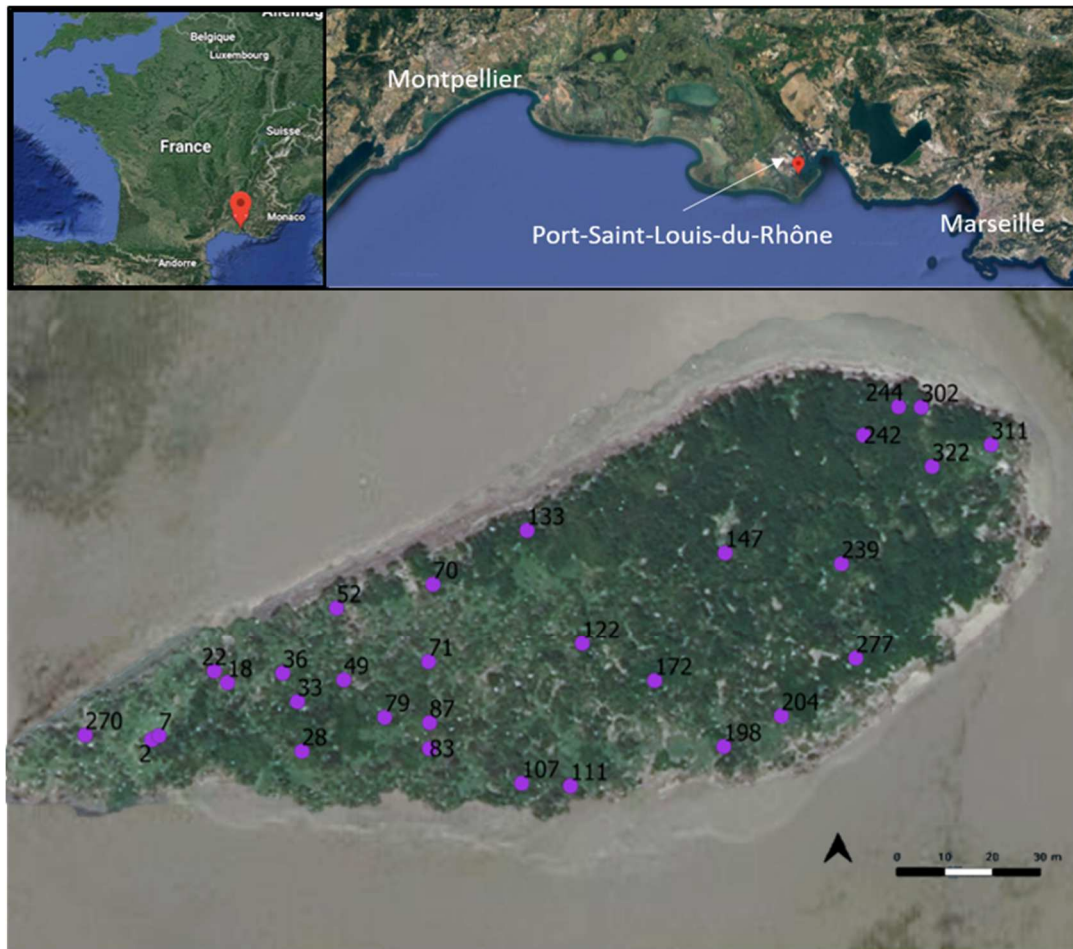 Allemag
Belgique
Luxembourg
France
Suisse
Monaco
Andorre
Montpellier
Port-Saint-Louis-du-Rhône
Marseille
244
302
242
311
322
133
147
239
70
52
122
277
71
22
18
36
49
33
172
79
204
270
7
2
87
28
83
198
107
111
0 10 20 30 m